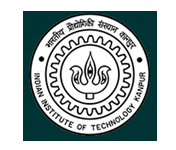 भारतीय प्रौद्योगिकी संस्थान कानपुर
INDIAN INSTITUTE OF TECHNOLOGY KANPUR